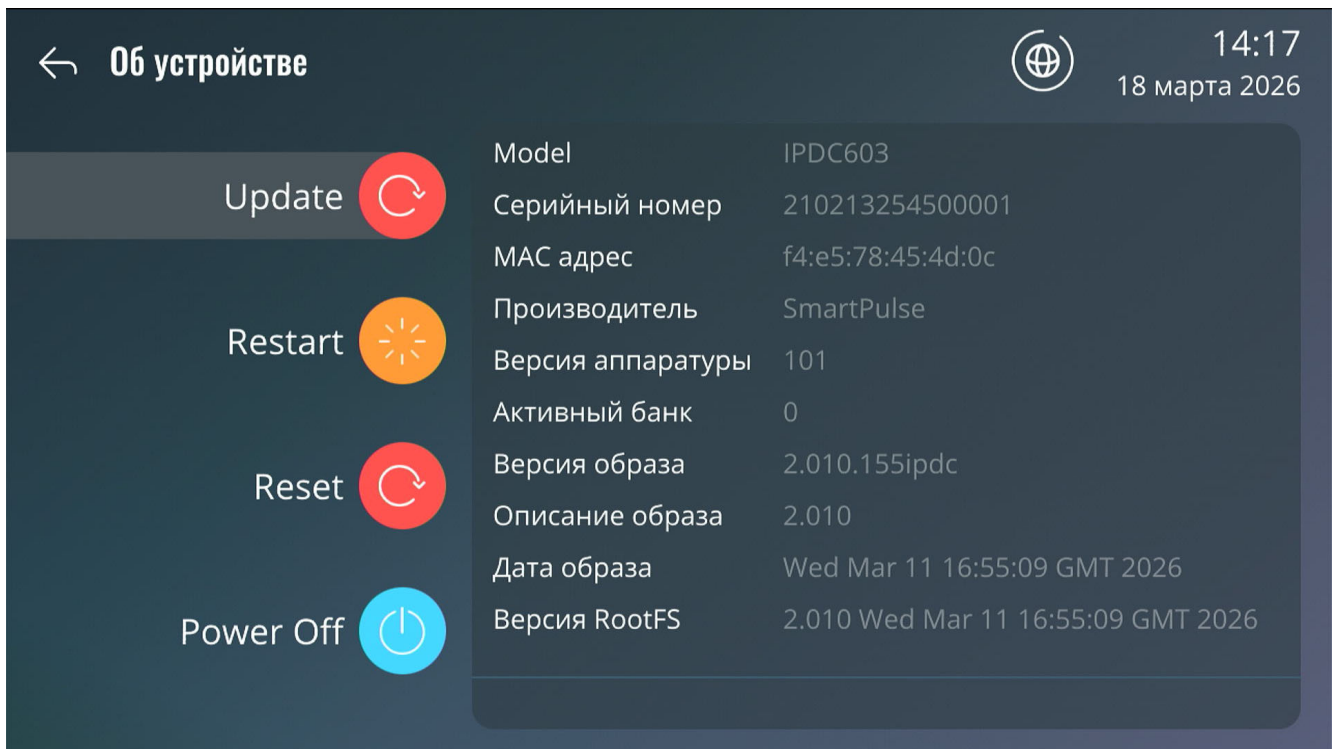 Об устройстве
14:17
18 марта 2026
Update
Restart
Reset
Power Off
Model IPDC603
Серийный номер 210213254500001
MAC адрес f4:e5:78:45:4d:0c
Производитель SmartPulse
Версия аппаратуры 101
Активный банк 0
Версия образа 2.010.155ipdc
Описание образа 2.010
Дата образа Wed Mar 11 16:55:09 GMT 2026
Версия RootFS 2.010 Wed Mar 11 16:55:09 GMT 2026